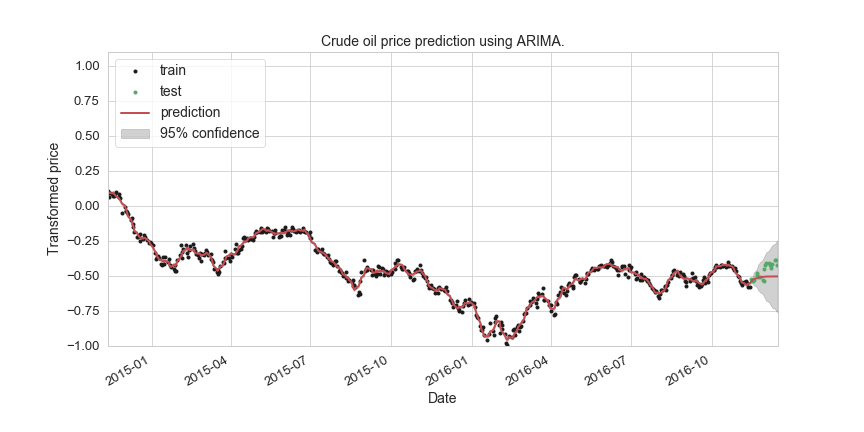 Crude oil price prediction using ARIMA.
train
test
prediction
95% confidence
1.00
0.75
0.50
0.25
0.00
−0.25
−0.50
−0.75
−1.00
Transformed price
2015-01
2015-04
2015-07
2015-10
2016-01
2016-04
2016-07
2016-10
Date